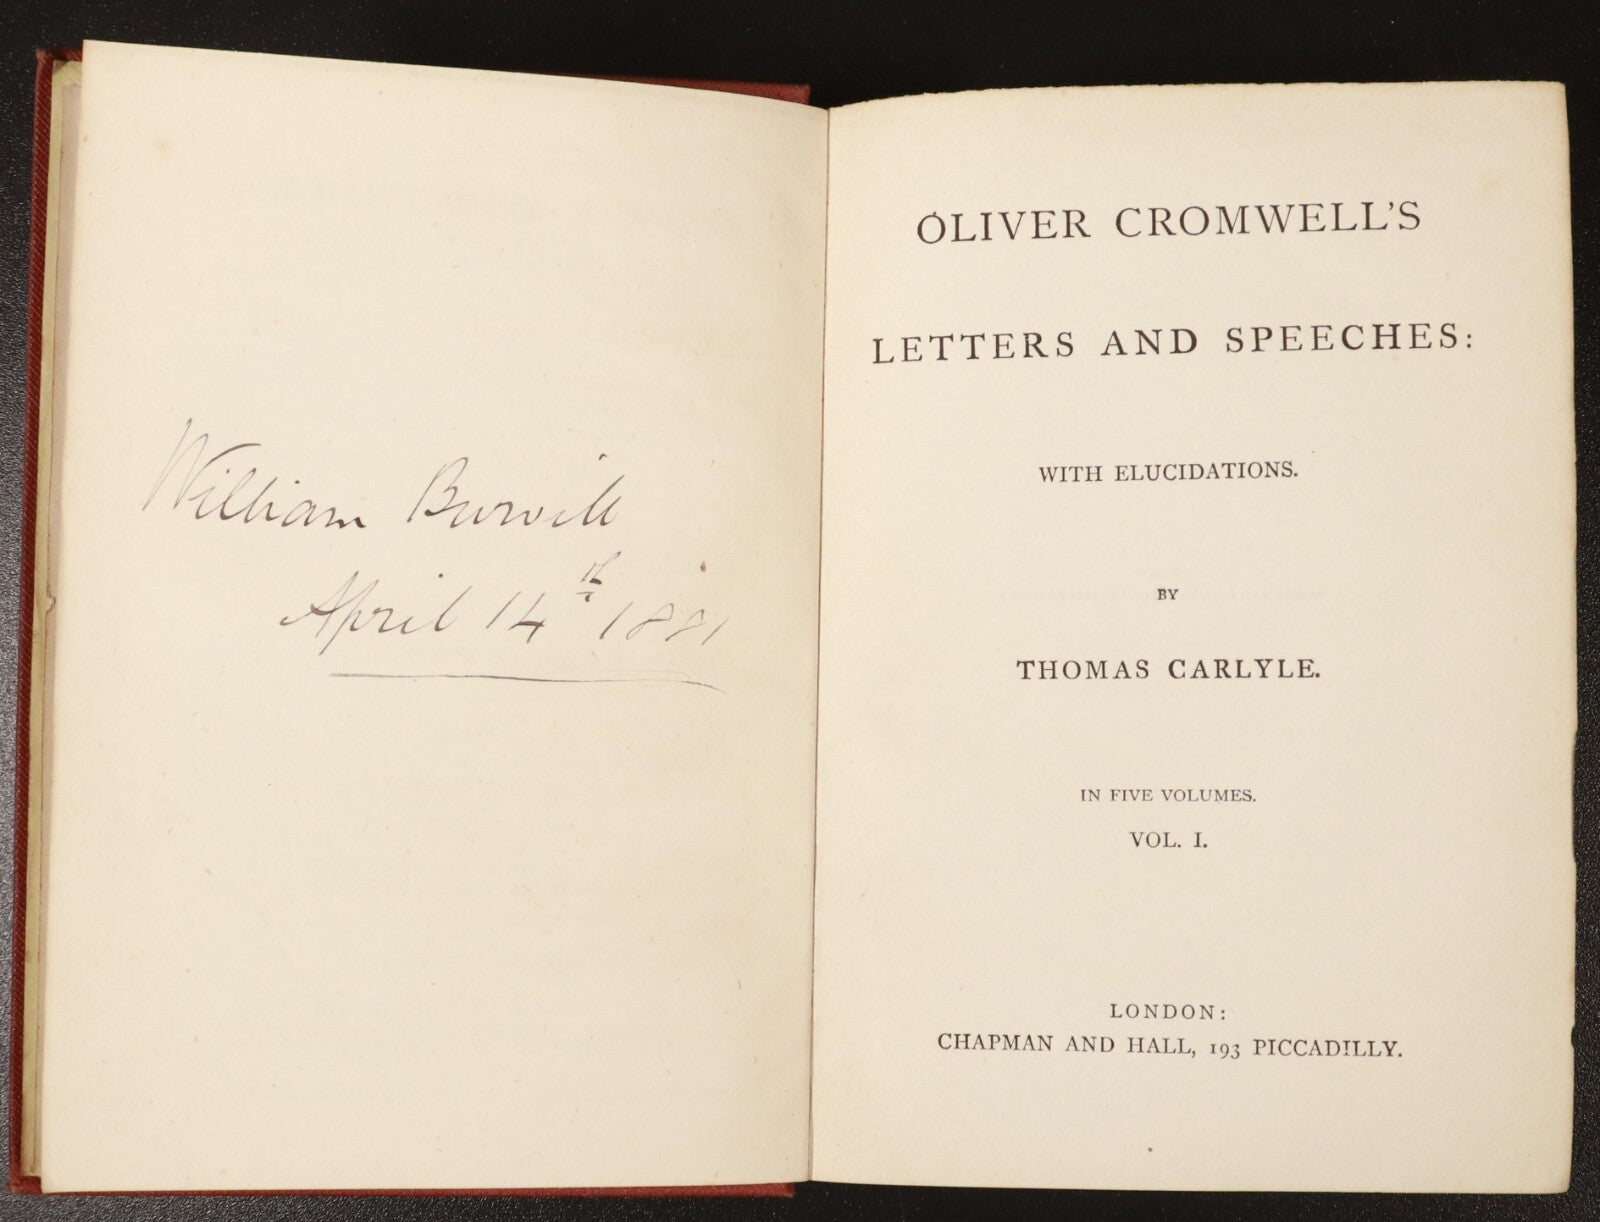 William Burvill
April 14th 1881
OLIVER CROMWELL'S
LETTERS AND SPEECHES:
WITH ELUCIDATIONS.
BY
THOMAS CARLYLE.
IN FIVE VOLUMES.
VOL. I.
LONDON:
CHAPMAN AND HALL, 193 PICCADILLY.